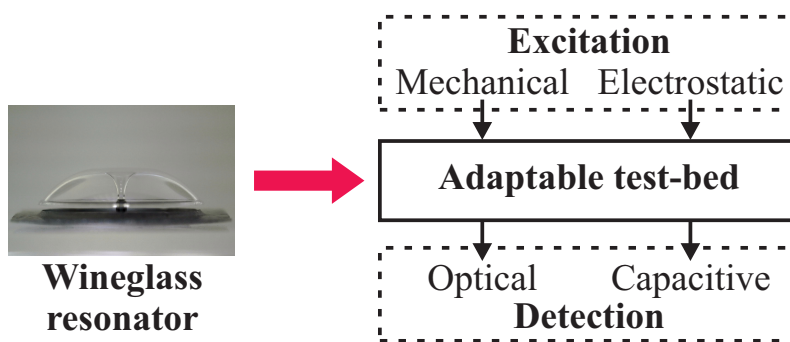 Excitation
Mechanical Electrostatic
Adaptable test-bed
Wineglass
resonator
Optical Capacitive
Detection